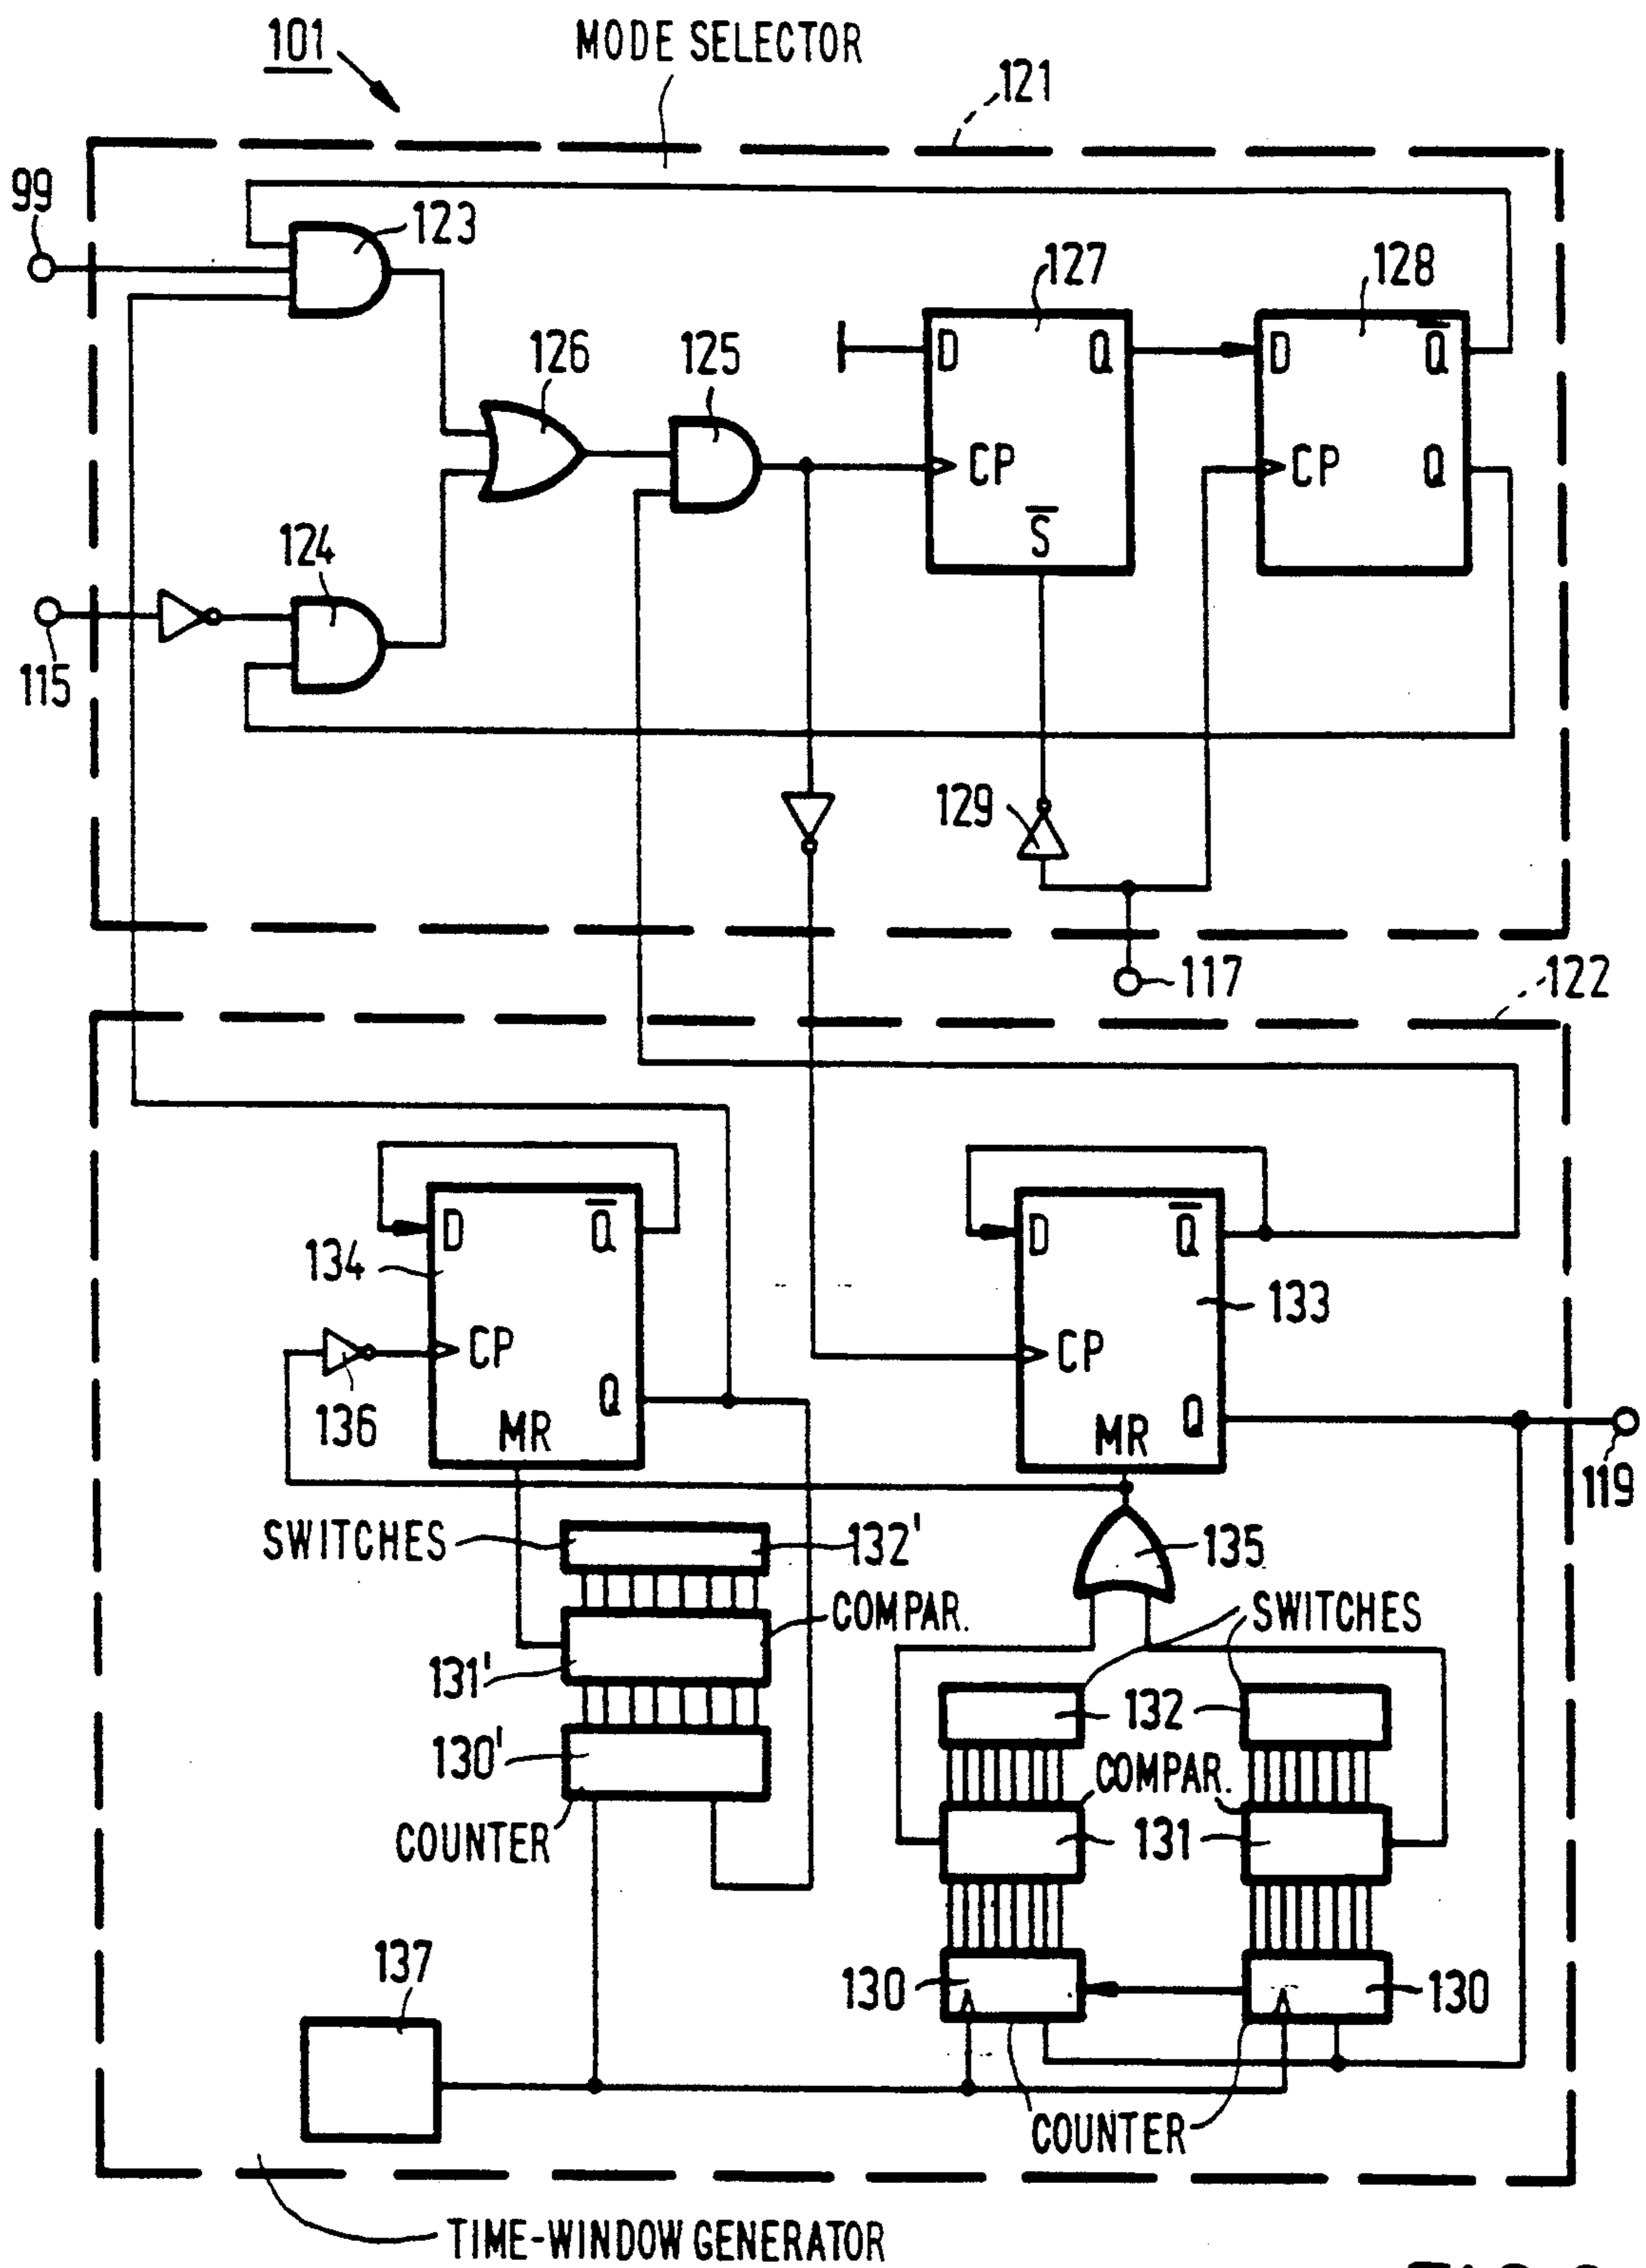 101
MODE SELECTOR
121
99
123
127
128
D
Q
D
Q̅
126
125
CP
CP
Q
S̅
124
115
129
117
122
D
Q̅
D
Q̅
134
133
CP
CP
136
Q
Q
MR
MR
119
SWITCHES
132'
135
COMPAR.
SWITCHES
131'
132
130'
COMPAR.
COUNTER
131
137
130
130
COUNTER
TIME-WINDOW GENERATOR